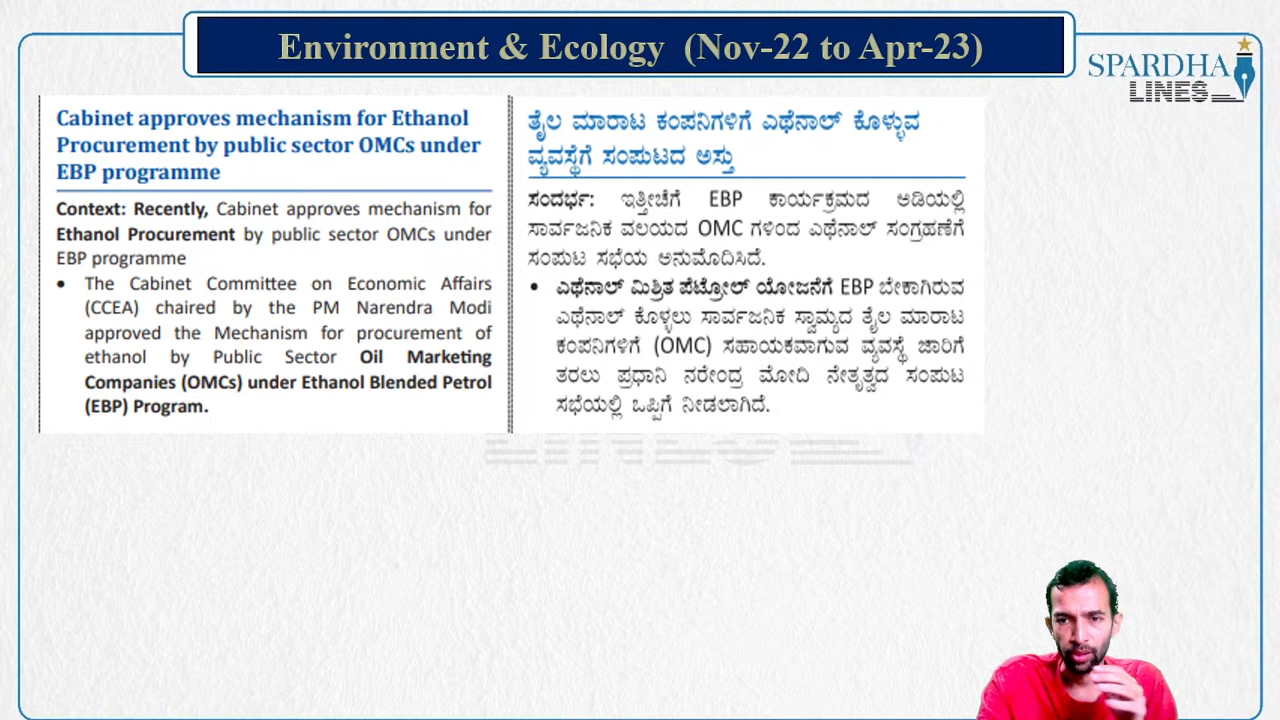 Environment & Ecology (Nov-22 to Apr-23)
SPARDHA
LINES
Cabinet approves mechanism for Ethanol
Procurement by public sector OMCs under
EBP programme
Context: Recently, Cabinet approves mechanism for
Ethanol Procurement by public sector OMCs under
EBP programme
• The Cabinet Committee on Economic Affairs
(CCEA) chaired by the PM Narendra Modi
approved the Mechanism for procurement of
ethanol by Public Sector Oil Marketing
Companies (OMCs) under Ethanol Blended Petrol
(EBP) Program.
ತೈಲ ಮಾರಾಟ ಕಂಪನಿಗಳಿಗೆ ಎಥೆನಾಲ್ ಕೊಳ್ಳುವ
ವ್ಯವಸ್ಥೆಗೆ ಸಂಪುಟದ ಅಸ್ತು
ಸಂದರ್ಭ: ಇತ್ತೀಚೆಗೆ EBP ಕಾರ್ಯಕ್ರಮದ ಅಡಿಯಲ್ಲಿ
ಸಾರ್ವಜನಿಕ ವಲಯದ OMC ಗಳಿಂದ ಎಥೆನಾಲ್ ಸಂಗ್ರಹಣೆಗೆ
ಸಂಪುಟ ಸಭೆಯ ಅನುಮೊದಿಸಿದೆ.
• ಎಥೆನಾಲ್ ಮಿಶ್ರಿತ ಪೆಟ್ರೋಲ್ ಯೋಜನೆಗೆ EBP ಬೇಕಾಗಿರುವ
ಎಥೆನಾಲ್ ಕೊಳ್ಳಲು ಸಾರ್ವಜನಿಕ ಸ್ವಾಮ್ಯದ ತೈಲ ಮಾರಾಟ
ಕಂಪನಿಗಳಿಗೆ (OMC) ಸಹಾಯಕವಾಗುವ ವ್ಯವಸ್ಥೆ ಜಾರಿಗೆ
ತರಲು ಪ್ರಧಾನಿ ನರೇಂದ್ರ ಮೋದಿ ನೇತೃತ್ವದ ಸಂಪುಟ
ಸಭೆಯಲ್ಲಿ ಒಪ್ಪಿಗೆ ನೀಡಲಾಗಿದೆ.